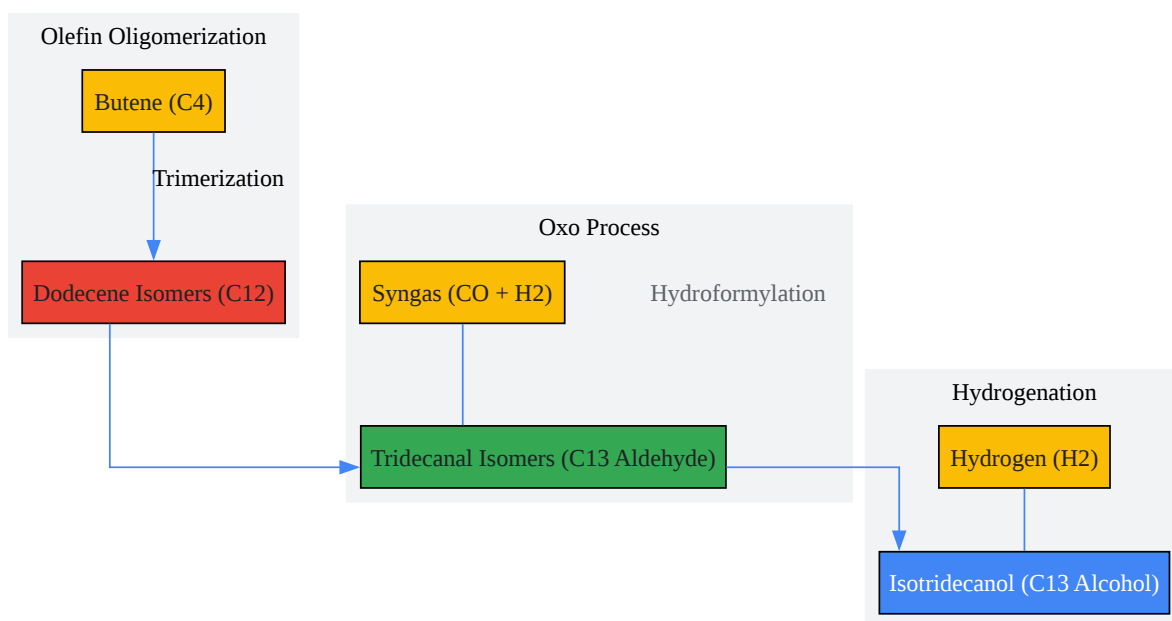 Olefin Oligomerization
Butene (C4)
Trimerization
Dodecene Isomers (C12)
Oxo Process
Syngas (CO + H2)
Hydroformylation
Tridecanal Isomers (C13 Aldehyde)
Hydrogenation
Hydrogen (H2)
Isotridecanol (C13 Alcohol)